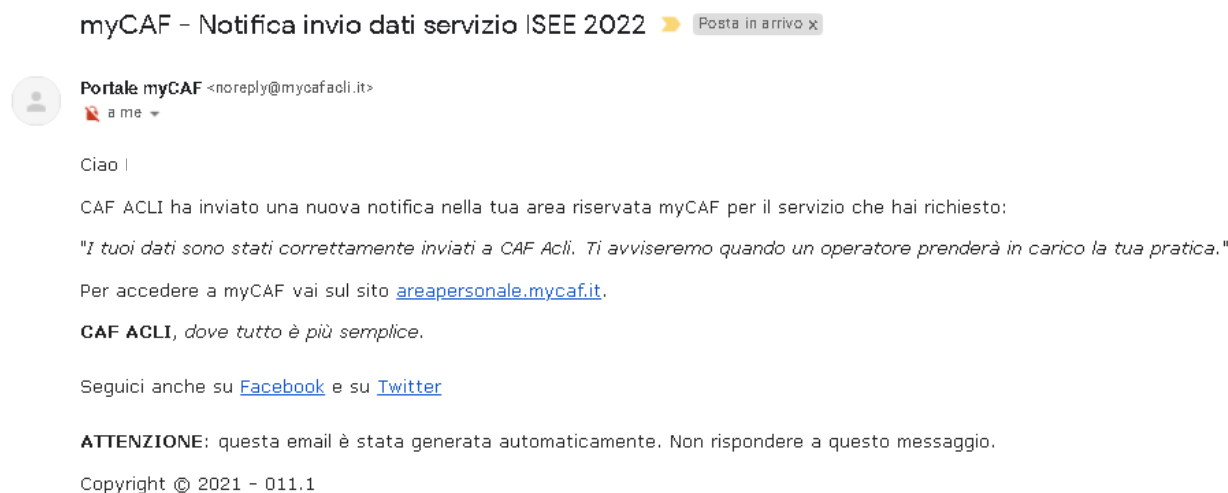 myCAF - Notifica invio dati servizio ISEE 2022 Posta in arrivo x
Portale myCAF <noreply@mycafacli.it>
a me
Ciao
CAF ACLI ha inviato una nuova notifica nella tua area riservata myCAF per il servizio che hai richiesto:
"I tuoi dati sono stati correttamente inviati a CAF Acli. Ti avviseremo quando un operatore prenderà in carico la tua pratica."
Per accedere a myCAF vai sul sito areapersonale.mycaf.it.
CAF ACLI, dove tutto è più semplice.
Seguici anche su Facebook e su Twitter
ATTENZIONE: questa email è stata generata automaticamente. Non rispondere a questo messaggio.
Copyright © 2021 - 011.1